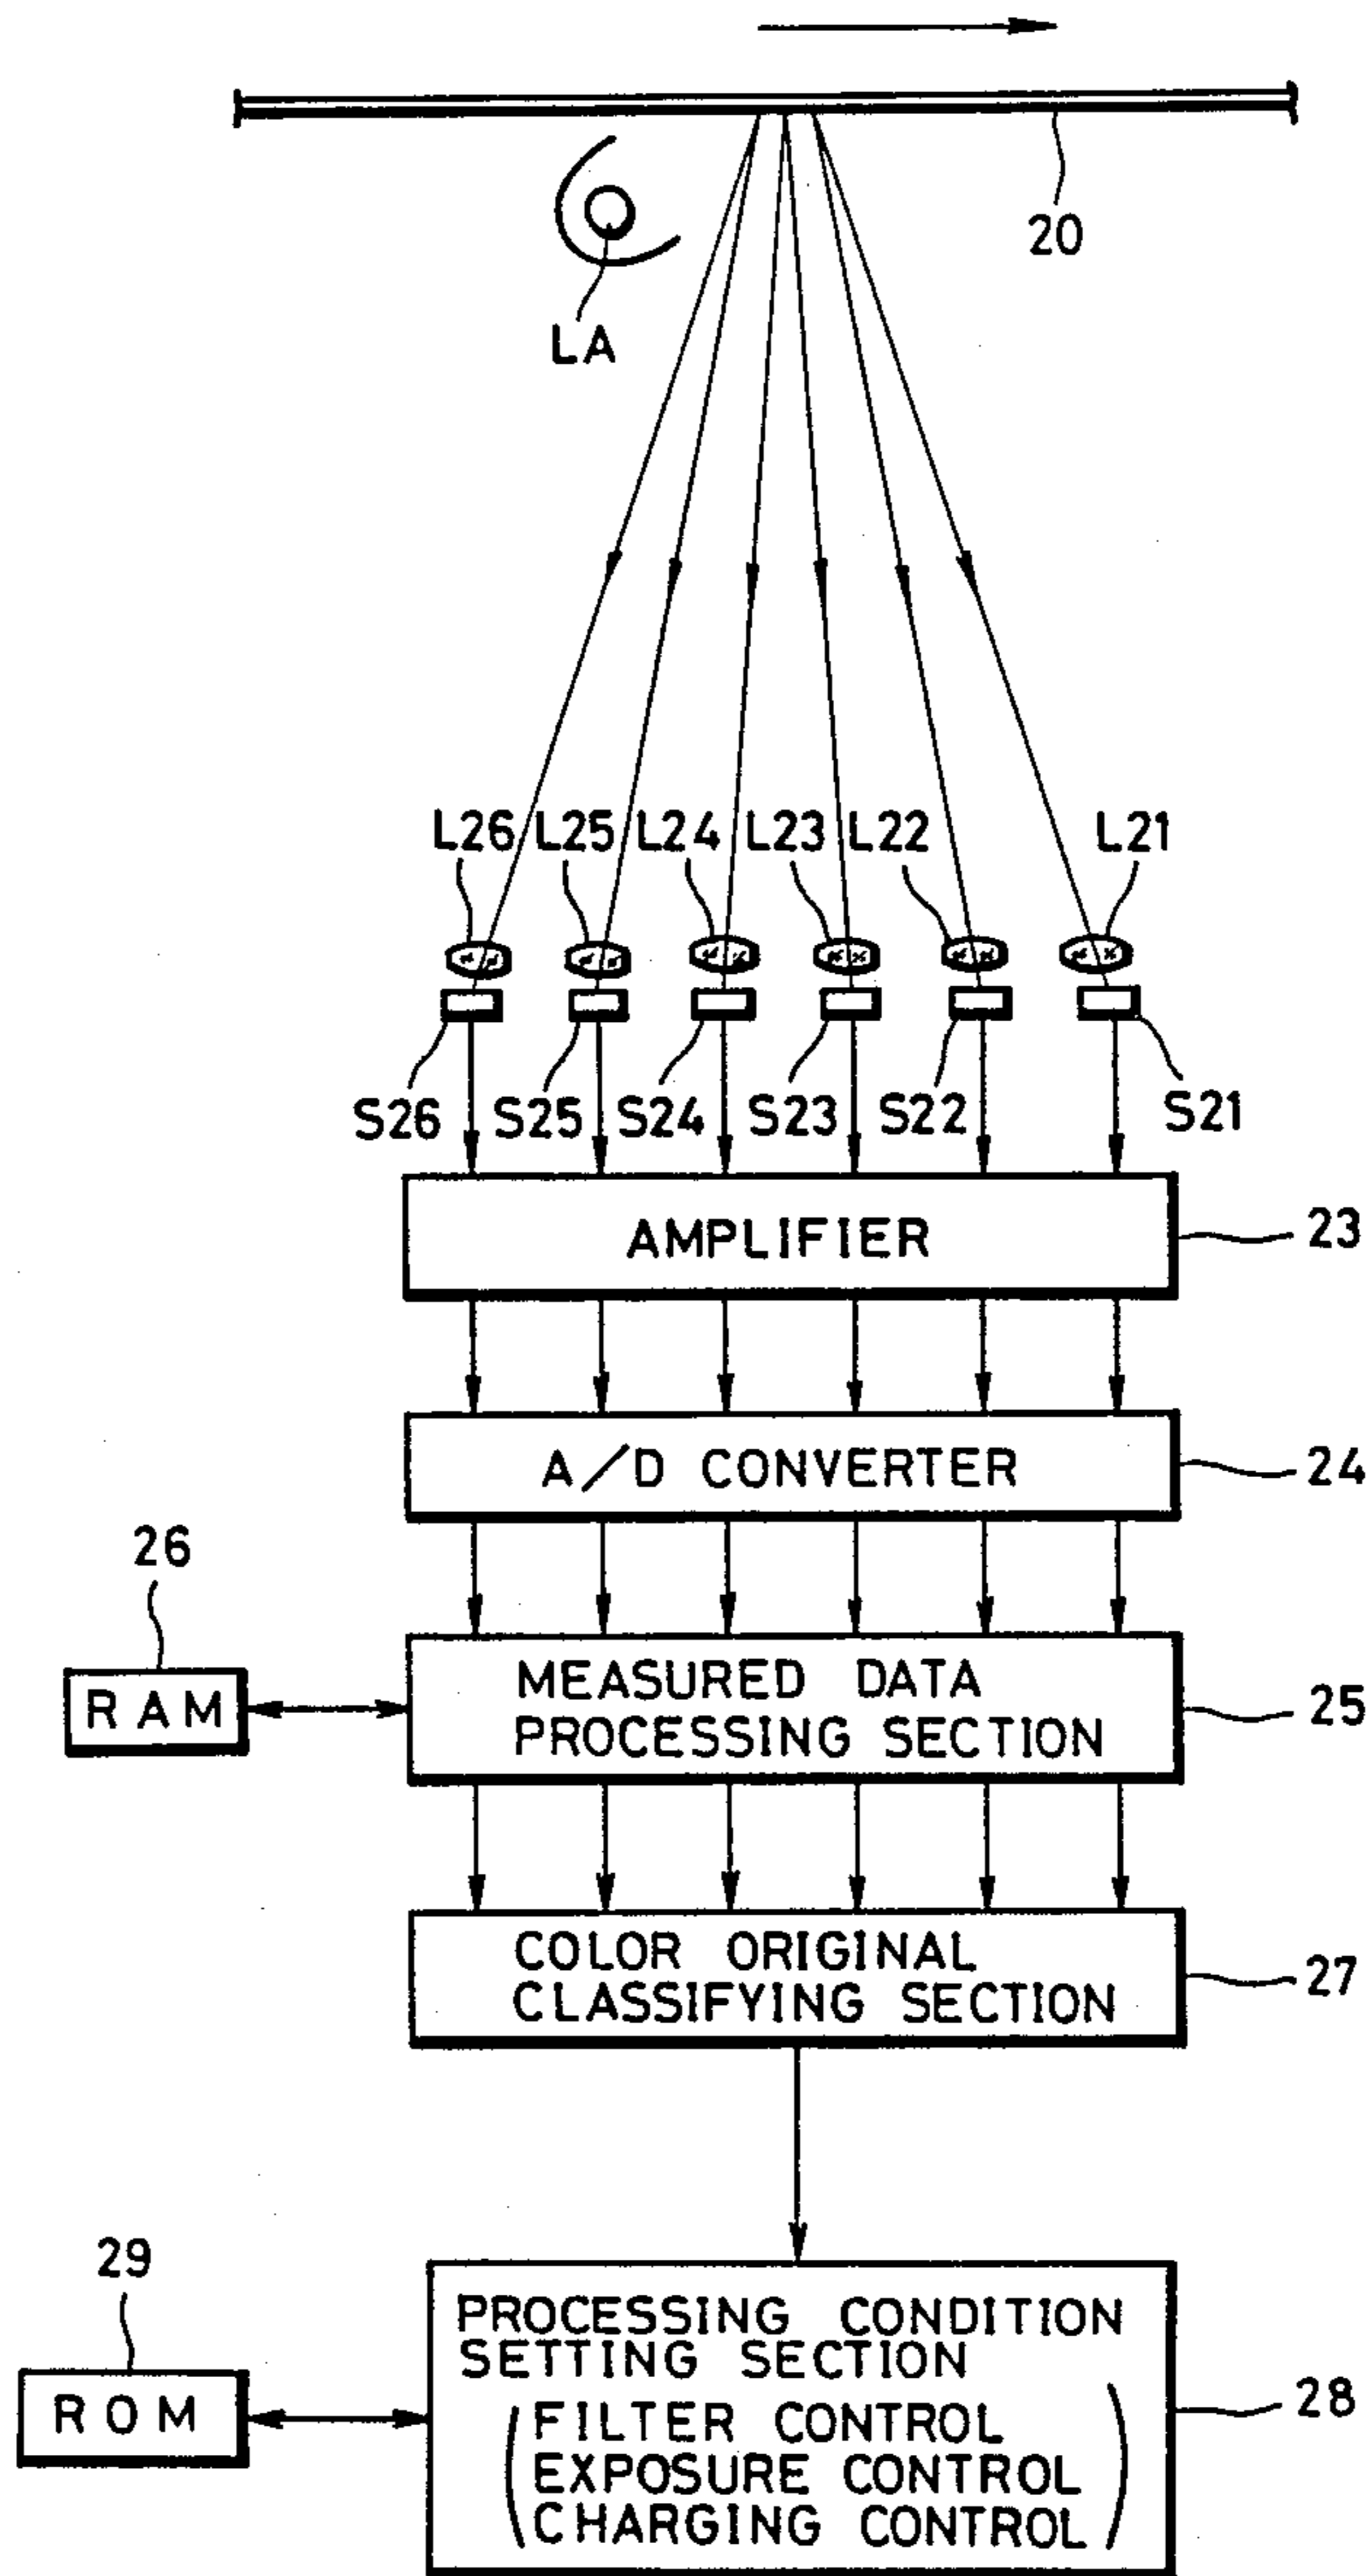 20
LA
L26 L25 L24 L23 L22 L21
S26 S25 S24 S23 S22 S21
AMPLIFIER
23
A/D CONVERTER
24
26
RAM
MEASURED DATA
PROCESSING SECTION
25
COLOR ORIGINAL
CLASSIFYING SECTION
27
29
ROM
PROCESSING CONDITION
SETTING SECTION
(FILTER CONTROL
EXPOSURE CONTROL
CHARGING CONTROL)
28